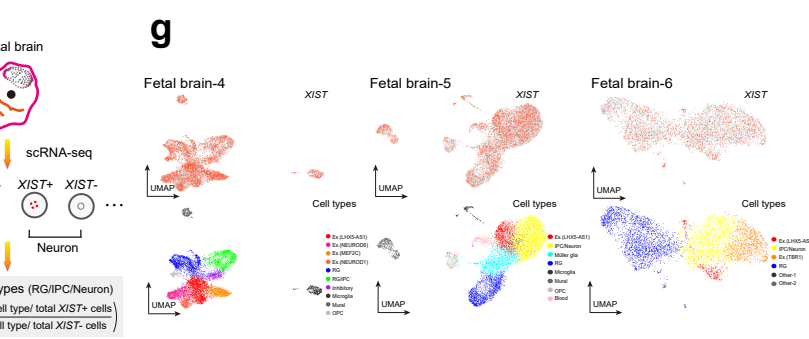 g
tal brain
scRNA-seq
XIST+ XIST-
...
Neuron
ypes (RG/IPC/Neuron)
ell type/ total XIST+ cells
ll type/ total XIST- cells
Fetal brain-4
XIST
UMAP
Cell types
UMAP
Ex.(LHX5-AS1)
Ex.(NEUROD6)
Ex.(MEF2C)
Ex.(NEUROD1)
RG
RG/IPC
Inhibitory
Microglia
Mural
OPC
Fetal brain-5
XIST
UMAP
Cell types
UMAP
Ex.(LHX5-AS1)
IPC/Neuron
Müller glia
RG
Microglia
Mural
OPC
Blood
Fetal brain-6
XIST
UMAP
Cell types
UMAP
Ex.(LHX5-AS
IPC/Neuron
Ex.(TBR1)
RG
Other-1
Other-2